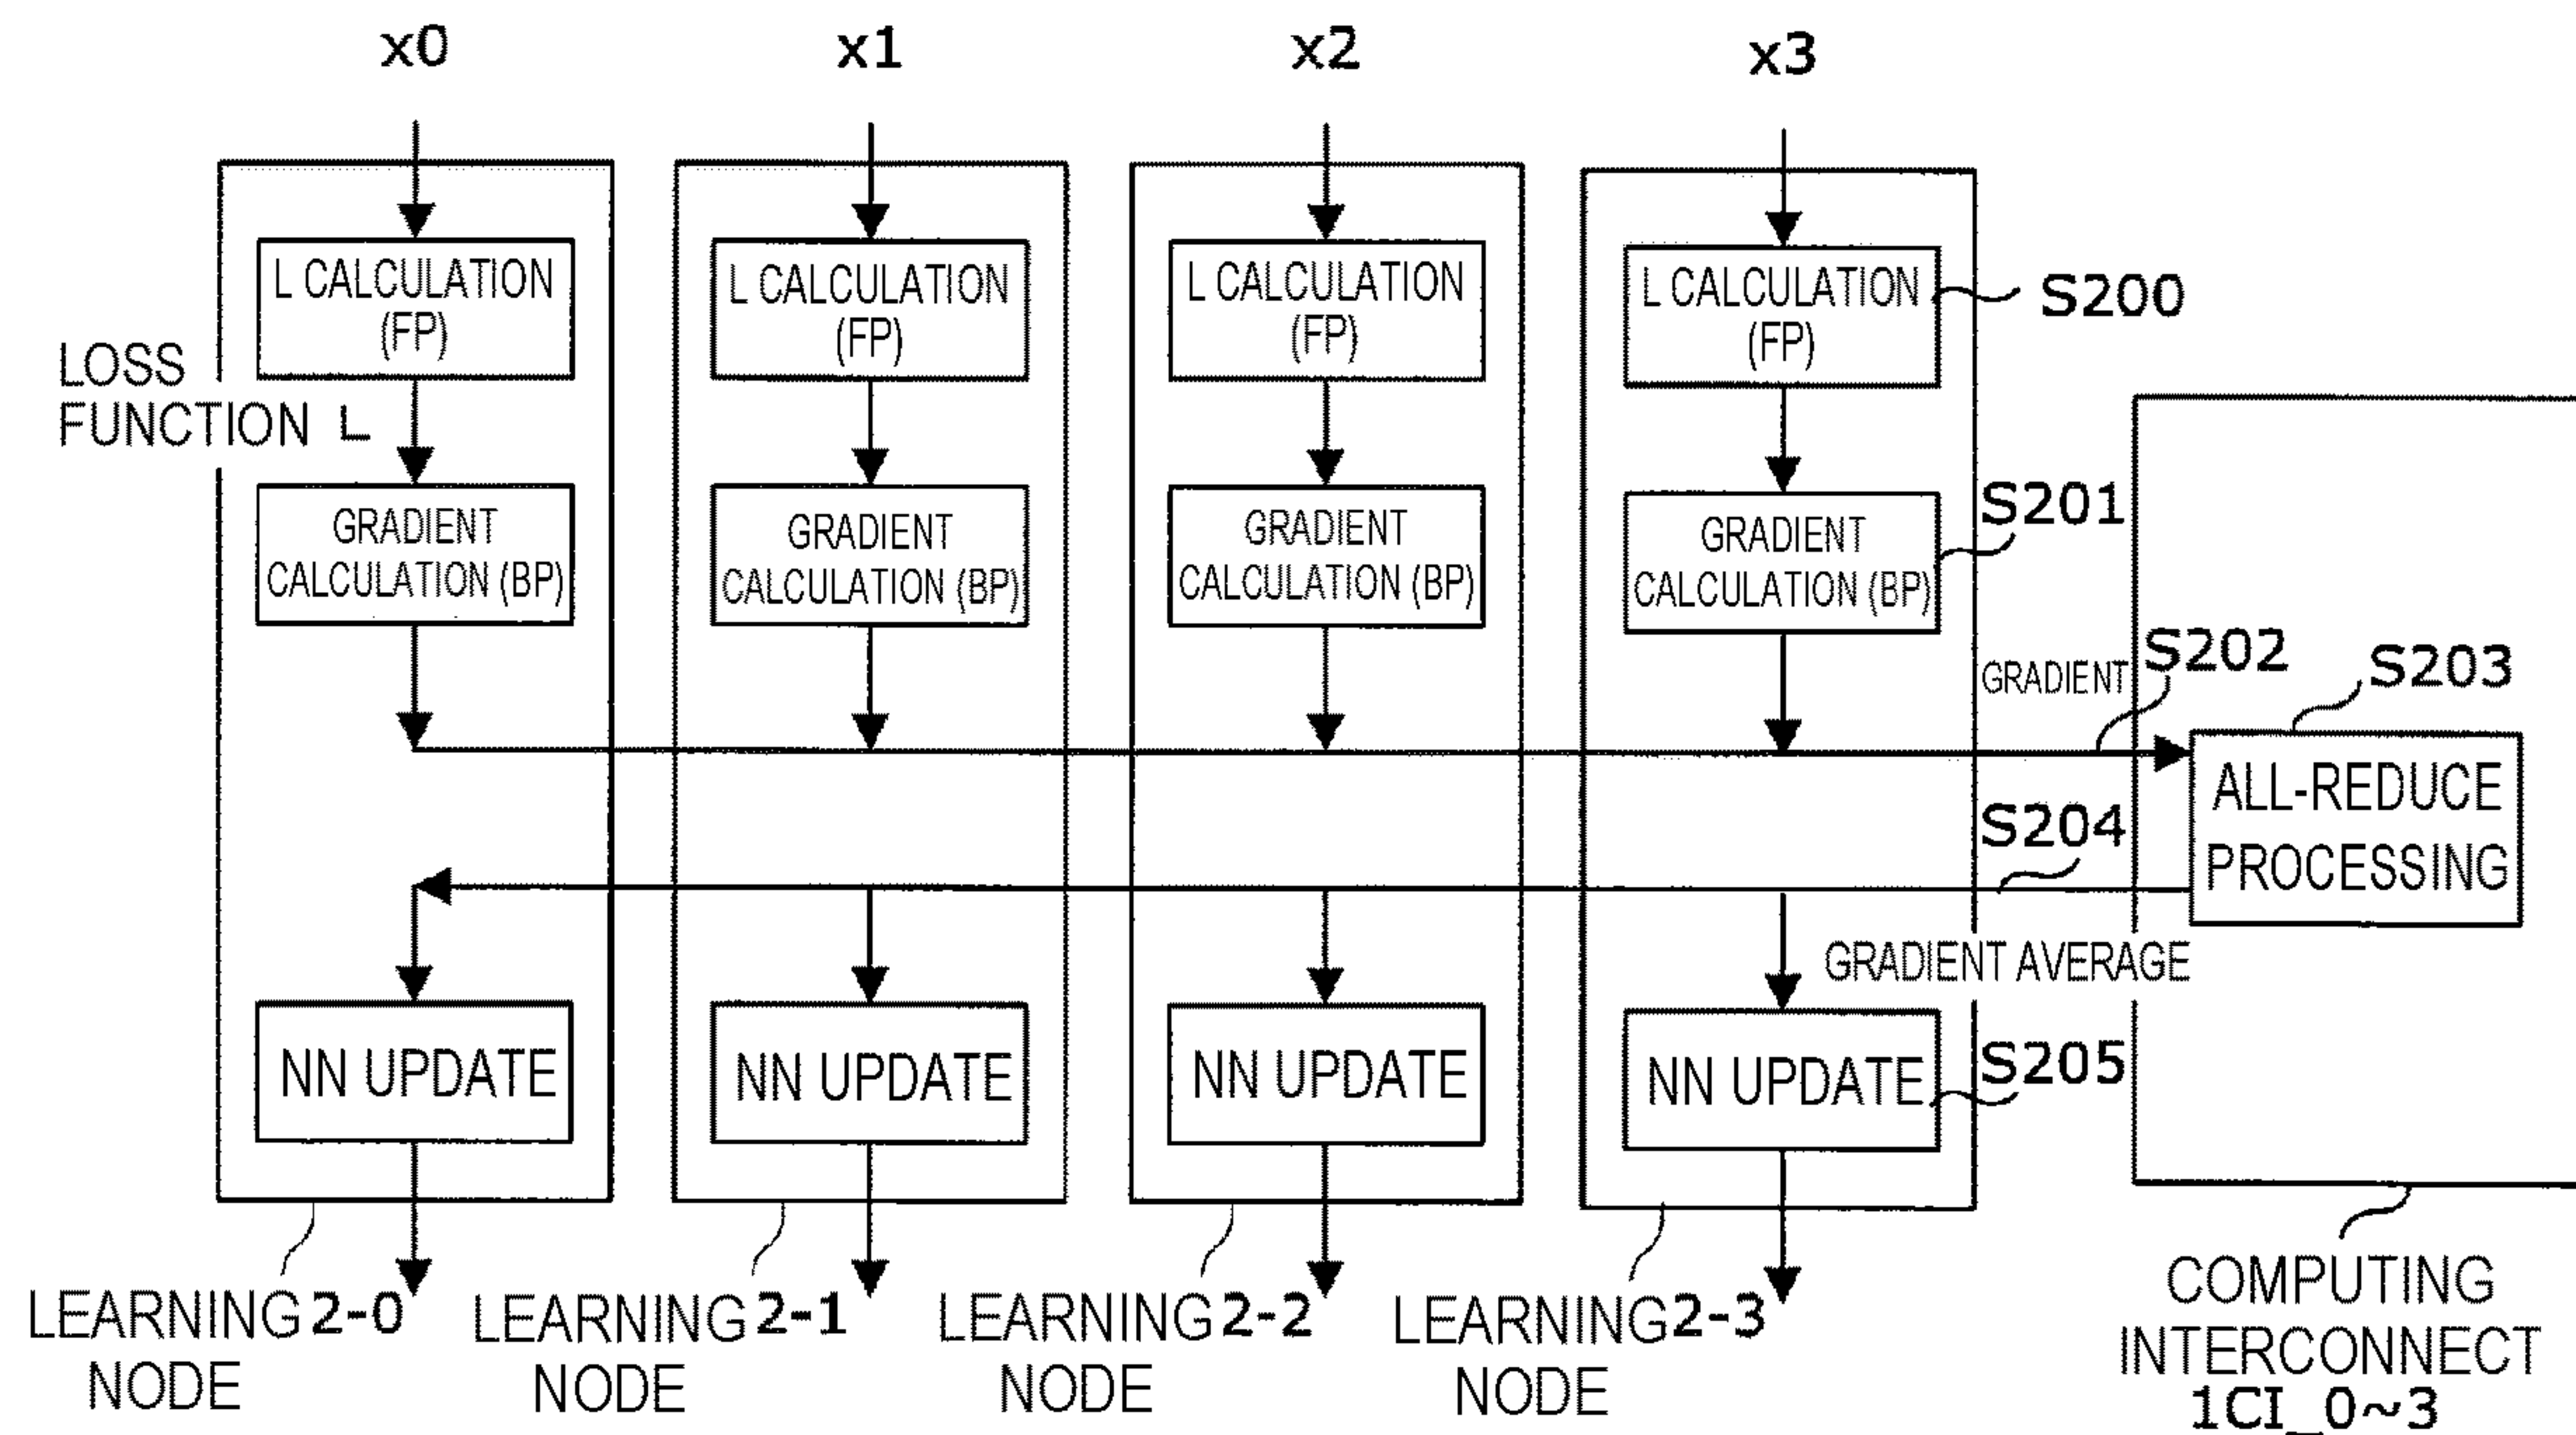 x0
x1
x2
x3
L CALCULATION
(FP)
L CALCULATION
(FP)
L CALCULATION
(FP)
L CALCULATION
(FP)
S200
LOSS
FUNCTION L
GRADIENT
CALCULATION (BP)
GRADIENT
CALCULATION (BP)
GRADIENT
CALCULATION (BP)
GRADIENT
CALCULATION (BP)
S201
GRADIENT
S202
S203
ALL-REDUCE
PROCESSING
S204
GRADIENT AVERAGE
NN UPDATE
NN UPDATE
NN UPDATE
NN UPDATE
S205
LEARNING 2-0
NODE
LEARNING 2-1
NODE
LEARNING 2-2
NODE
LEARNING 2-3
NODE
COMPUTING
INTERCONNECT
1CI_0~3